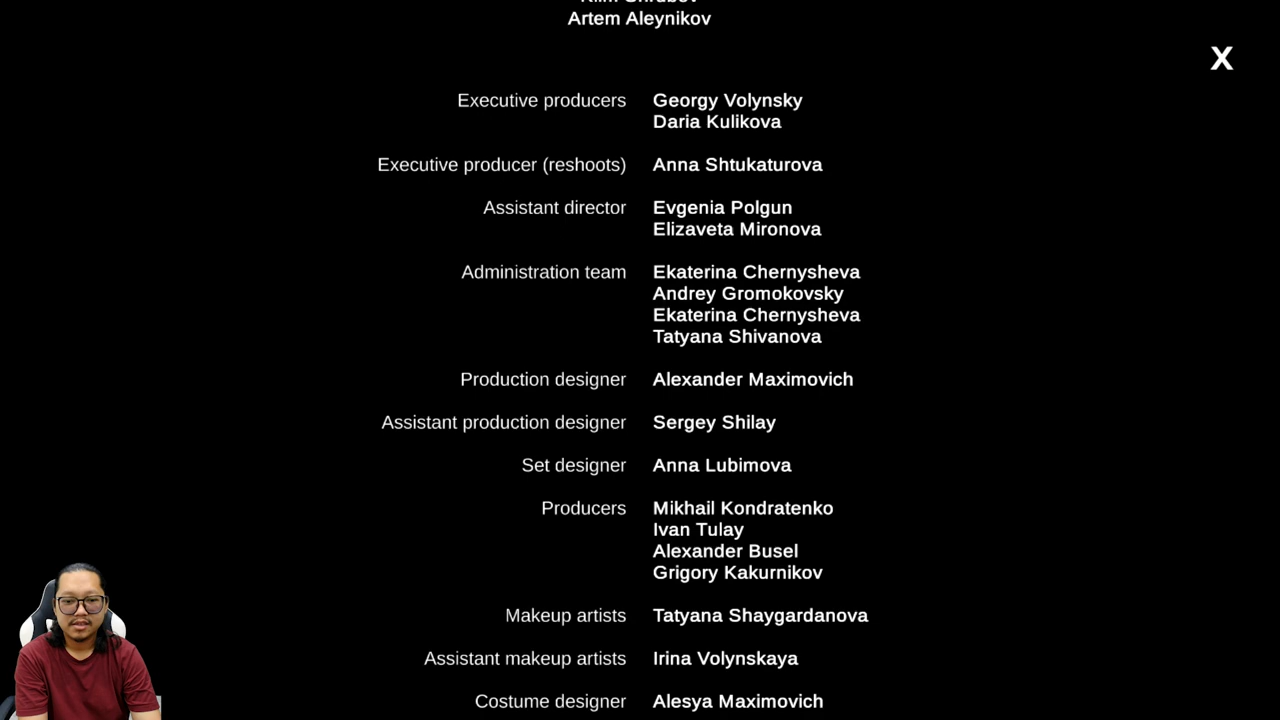 Artem Aleynikov
X
Executive producers Georgy Volynsky
Daria Kulikova
Executive producer (reshoots) Anna Shtukaturova
Assistant director Evgenia Polgun
Elizaveta Mironova
Administration team Ekaterina Chernysheva
Andrey Gromokovsky
Ekaterina Chernysheva
Tatyana Shivanova
Production designer Alexander Maximovich
Assistant production designer Sergey Shilay
Set designer Anna Lubimova
Producers Mikhail Kondratenko
Ivan Tulay
Alexander Busel
Grigory Kakurnikov
Makeup artists Tatyana Shaygardanova
Assistant makeup artists Irina Volynskaya
Costume designer Alesya Maximovich